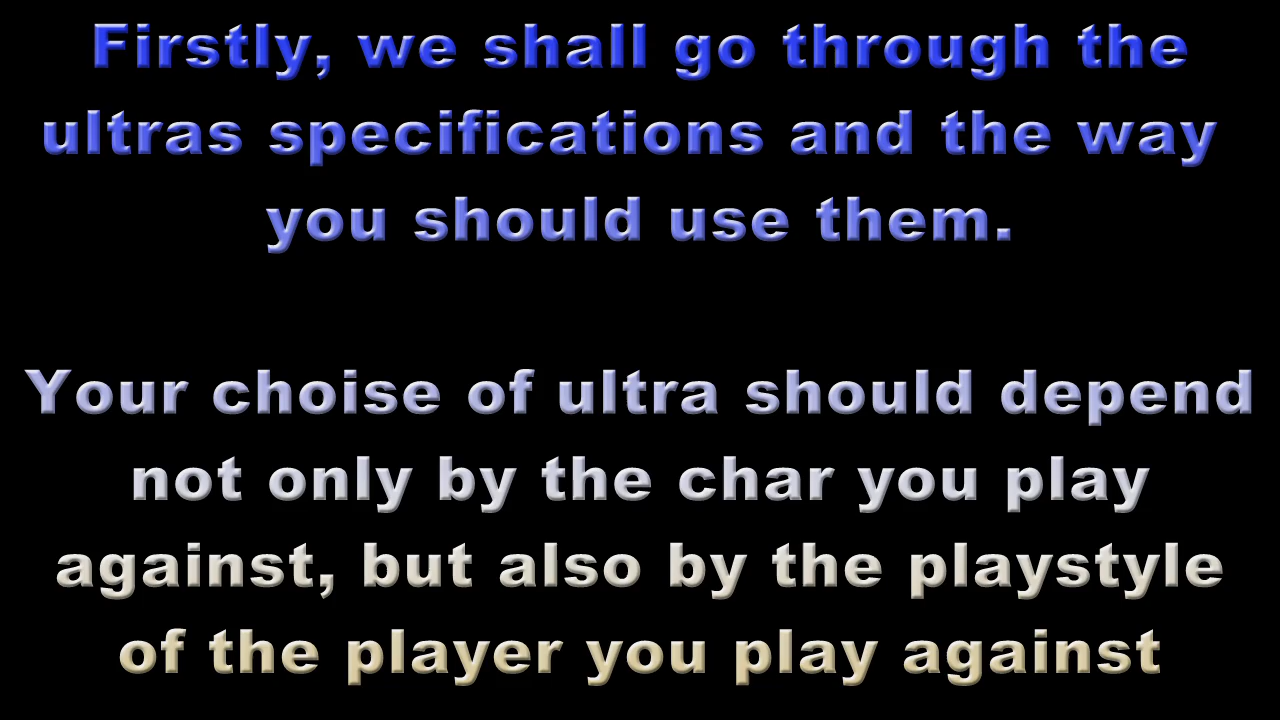 Firstly, we shall go through the
ultras specifications and the way
you should use them.
Your choise of ultra should depend
not only by the char you play
against, but also by the playstyle
of the player you play against